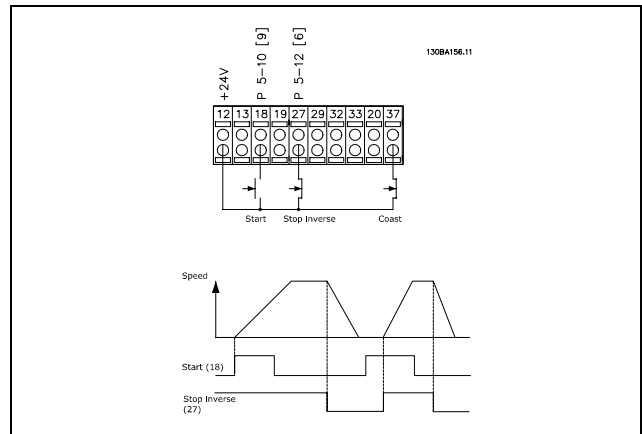 130BA156.11
+24V
P 5-10 [9]
P 5-12 [6]
12 13 18 19 27 29 32 33 20 37
Start Stop Inverse Coast
Speed
Start (18)
Stop Inverse
(27)